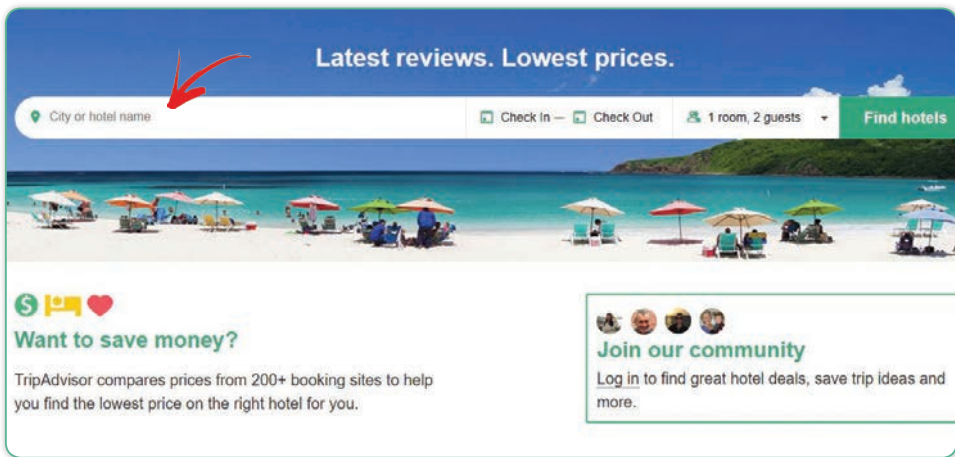 Latest reviews. Lowest prices.
City or hotel name
Check In — Check Out
1 room, 2 guests
Find hotels
Want to save money?
TripAdvisor compares prices from 200+ booking sites to help
you find the lowest price on the right hotel for you.
Join our community
Log in to find great hotel deals, save trip ideas and
more.